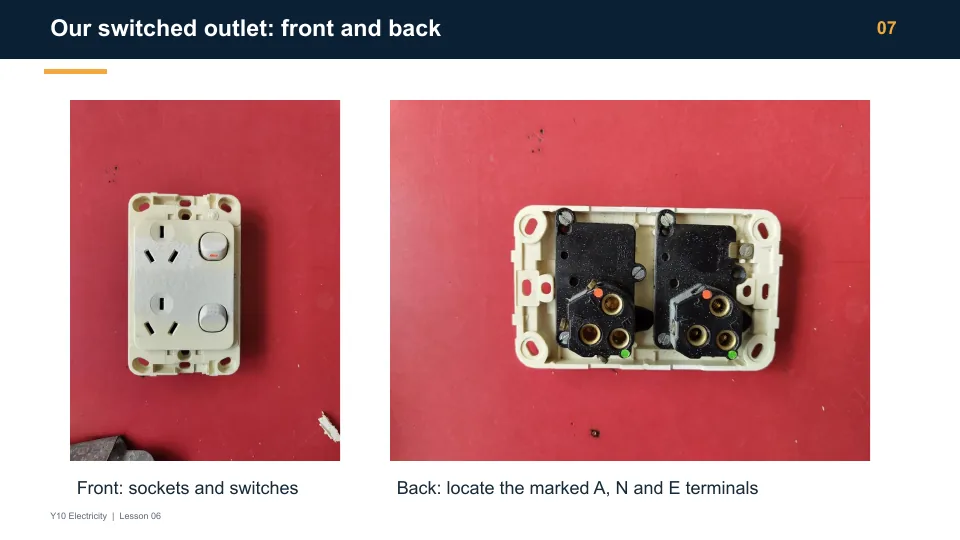 Our switched outlet: front and back
07
Front: sockets and switches
Back: locate the marked A, N and E terminals
Y10 Electricity | Lesson 06